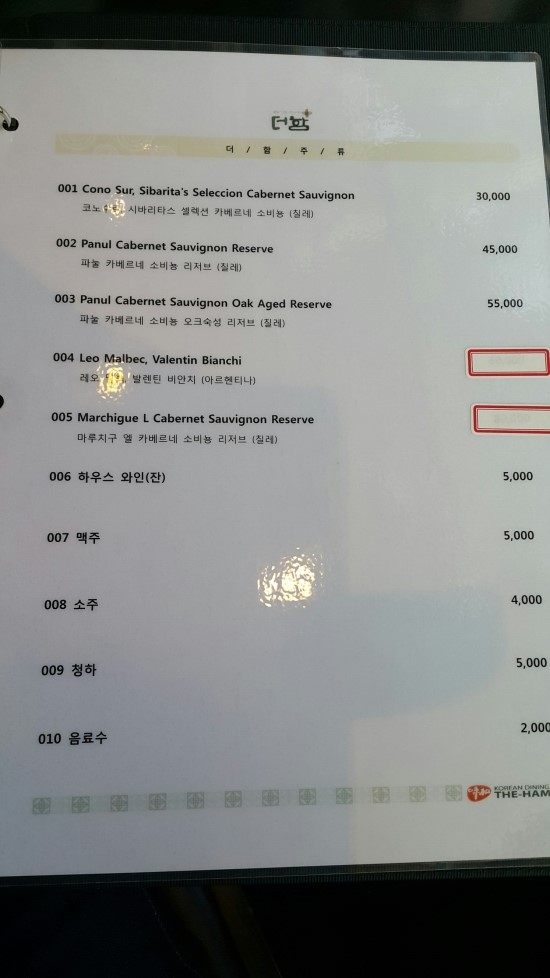 더함
더 / 함 / 주 / 류
001 Cono Sur, Sibarita's Seleccion Cabernet Sauvignon 30,000
시바리타스 셀렉션 카베르네 소비뇽 (칠레)
002 Panul Cabernet Sauvignon Reserve 45,000
파눌 카베르네 소비뇽 리저브 (칠레)
003 Panul Cabernet Sauvignon Oak Aged Reserve 55,000
파눌 카베르네 소비뇽 오크숙성 리저브 (칠레)
004 Leo Malbec, Valentin Bianchi
레오 발렌틴 비안치 (아르헨티나)
005 Marchigue L Cabernet Sauvignon Reserve
마루치구 엘 카베르네 소비뇽 리저브 (칠레)
006 하우스 와인(잔) 5,000
007 맥주 5,000
008 소주 4,000
009 청하 5,000
010 음료수 2,000
KOREAN DINING
THE-HAM